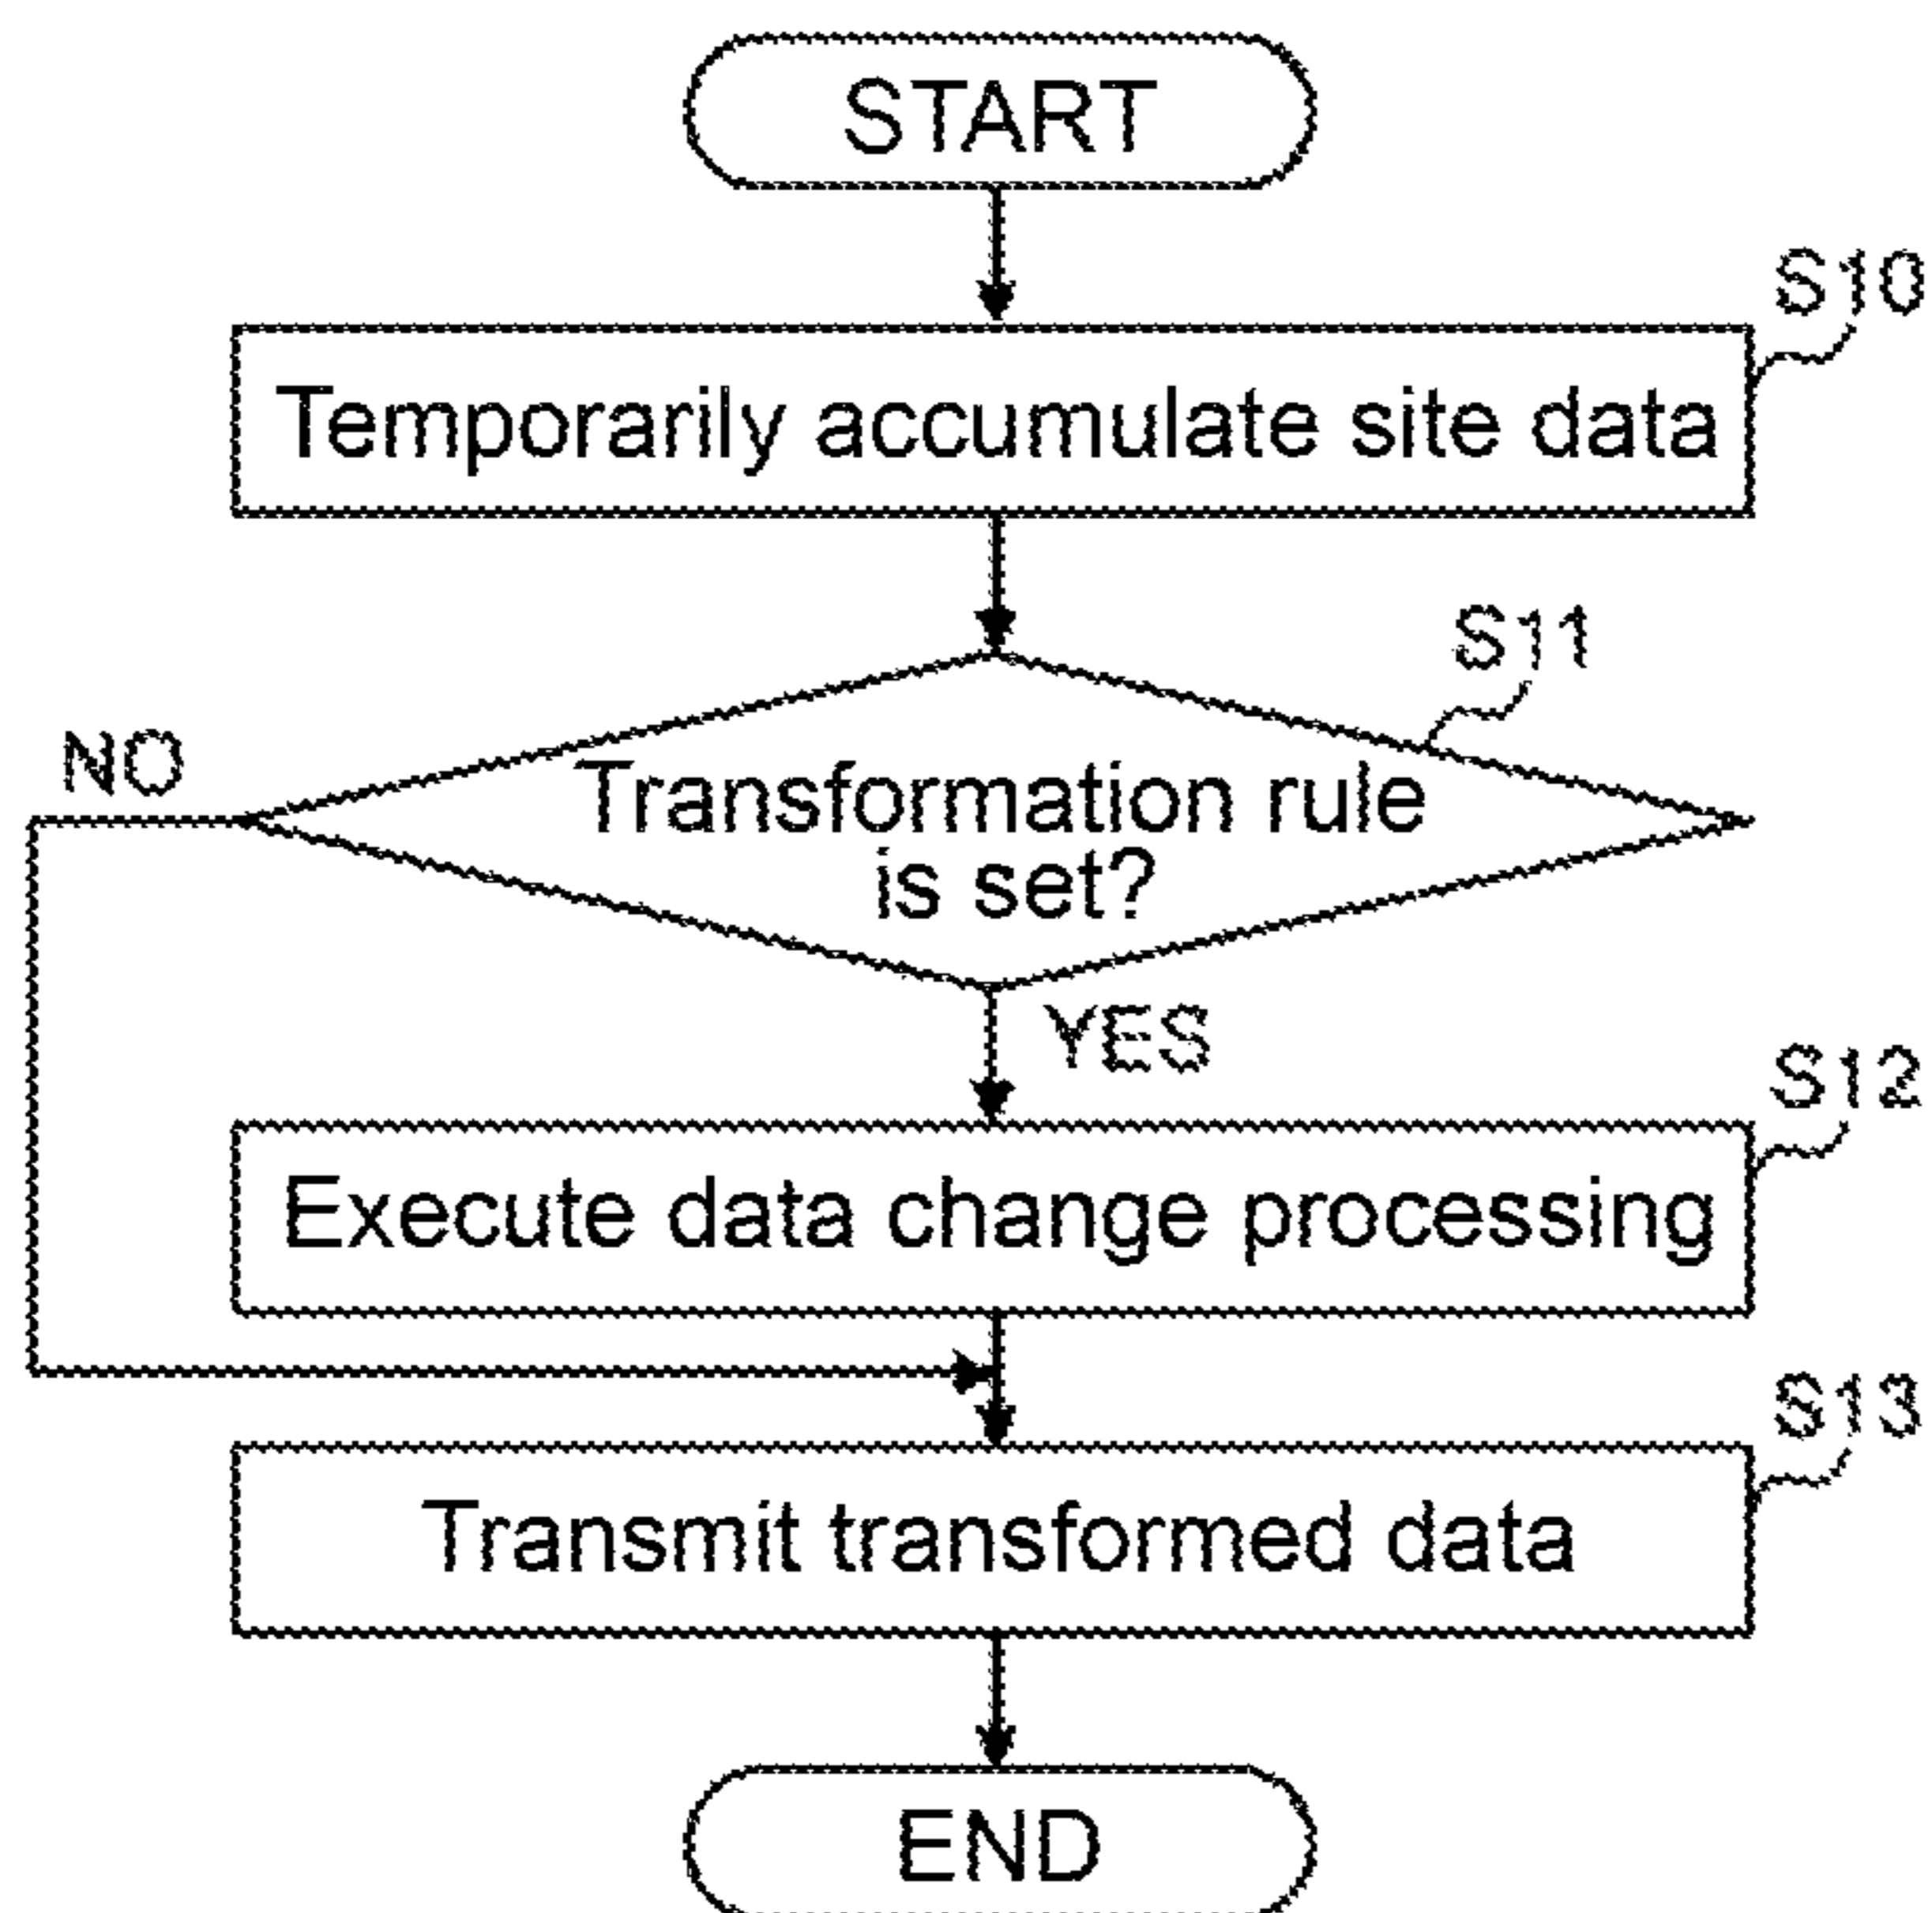 START
S10
Temporarily accumulate site data
S11
NO
Transformation rule
is set?
YES
S12
Execute data change processing
S13
Transmit transformed data
END